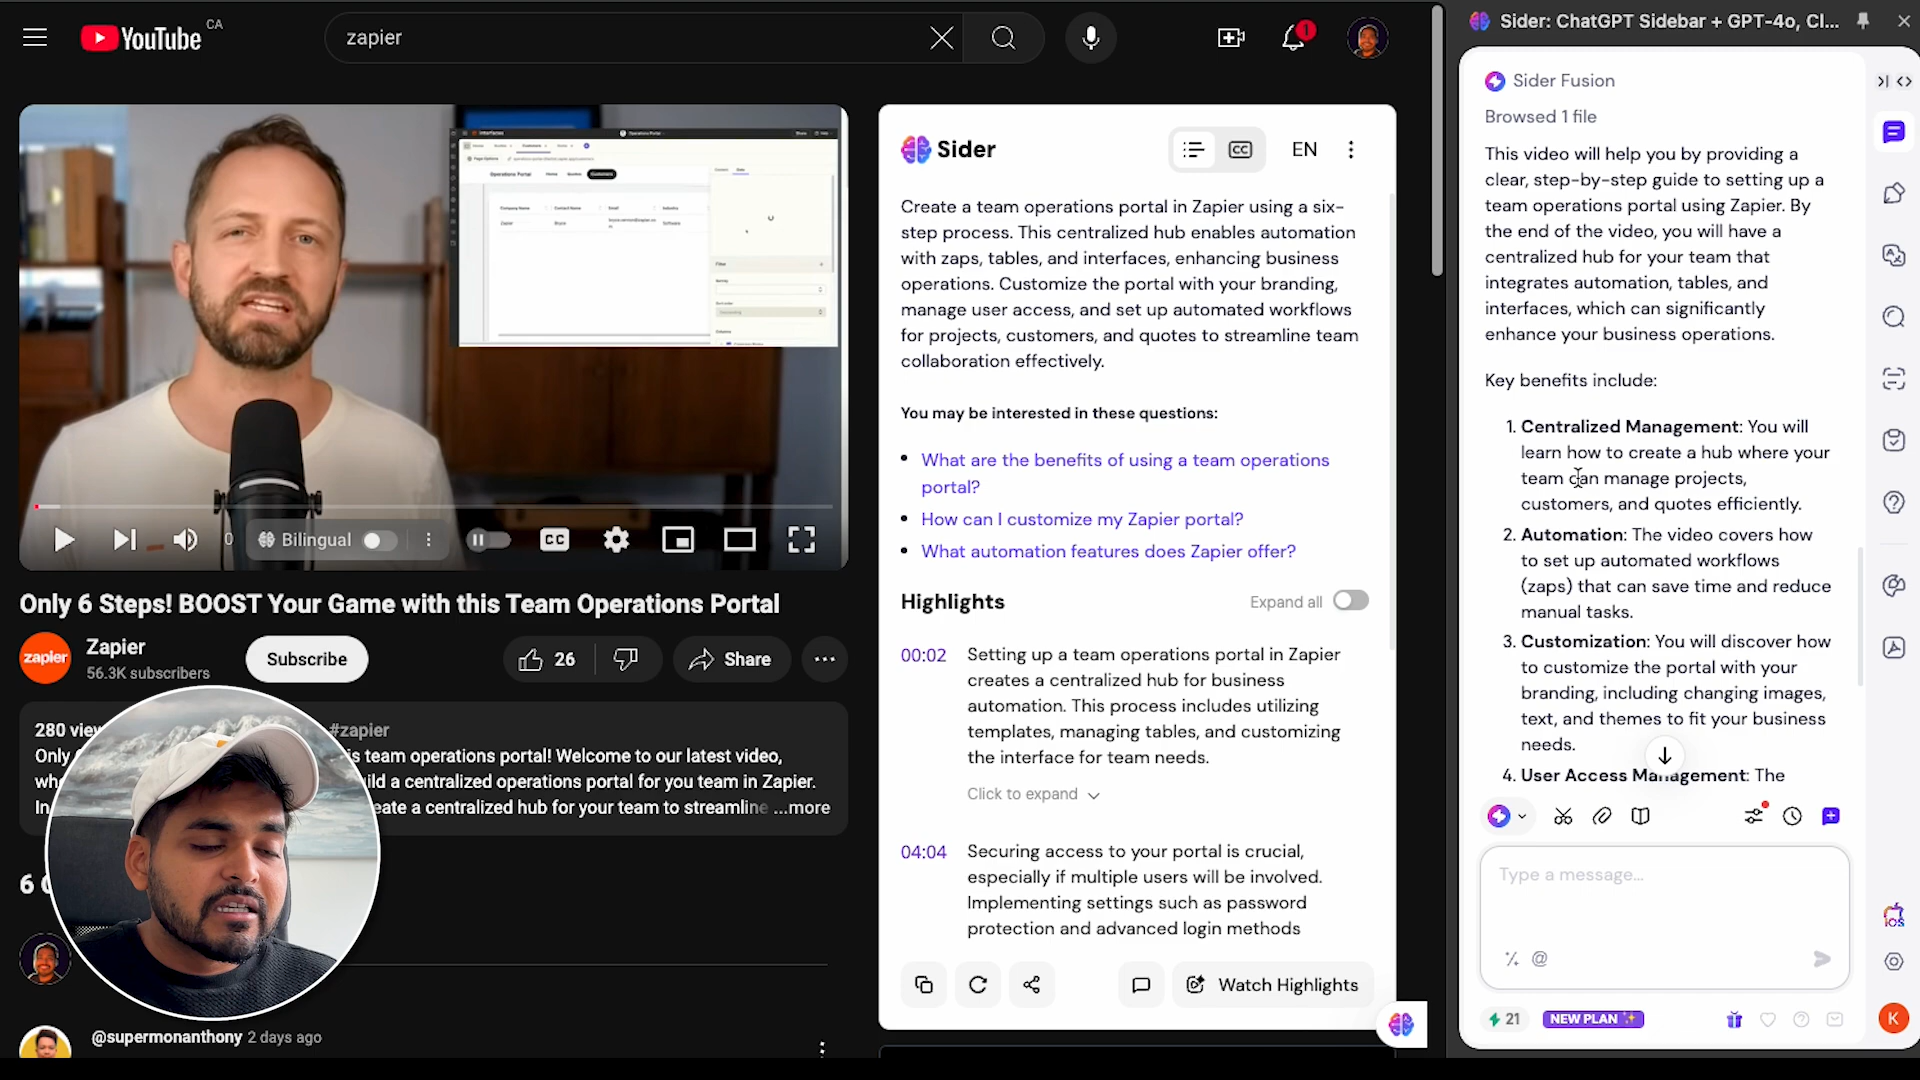 YouTube CA
zapier
1
Sider: ChatGPT Sidebar + GPT-4o, Cl...
Operations Portal
Bilingual
CC
Only 6 Steps! BOOST Your Game with this Team Operations Portal
zapier
Zapier
56.3K subscribers
Subscribe
26
Share
280 view
#zapier
is team operations portal! Welcome to our latest video,
ild a centralized operations portal for you team in Zapier.
eate a centralized hub for your team to streamline ...more
6
@supermonanthony 2 days ago
Sider
CC
EN
Create a team operations portal in Zapier using a six-
step process. This centralized hub enables automation
with zaps, tables, and interfaces, enhancing business
operations. Customize the portal with your branding,
manage user access, and set up automated workflows
for projects, customers, and quotes to streamline team
collaboration effectively.
You may be interested in these questions:
• What are the benefits of using a team operations
portal?
• How can I customize my Zapier portal?
• What automation features does Zapier offer?
Highlights
Expand all
00:02
Setting up a team operations portal in Zapier
creates a centralized hub for business
automation. This process includes utilizing
templates, managing tables, and customizing
the interface for team needs.
Click to expand
04:04
Securing access to your portal is crucial,
especially if multiple users will be involved.
Implementing settings such as password
protection and advanced login methods
Watch Highlights
Sider Fusion
Browsed 1 file
This video will help you by providing a
clear, step-by-step guide to setting up a
team operations portal using Zapier. By
the end of the video, you will have a
centralized hub for your team that
integrates automation, tables, and
interfaces, which can significantly
enhance your business operations.
Key benefits include:
1. Centralized Management: You will
learn how to create a hub where your
team can manage projects,
customers, and quotes efficiently.
2. Automation: The video covers how
to set up automated workflows
(zaps) that can save time and reduce
manual tasks.
3. Customization: You will discover how
to customize the portal with your
branding, including changing images,
text, and themes to fit your business
needs.
4. User Access Management: The
Type a message...
@
21
NEW PLAN
iOS
K